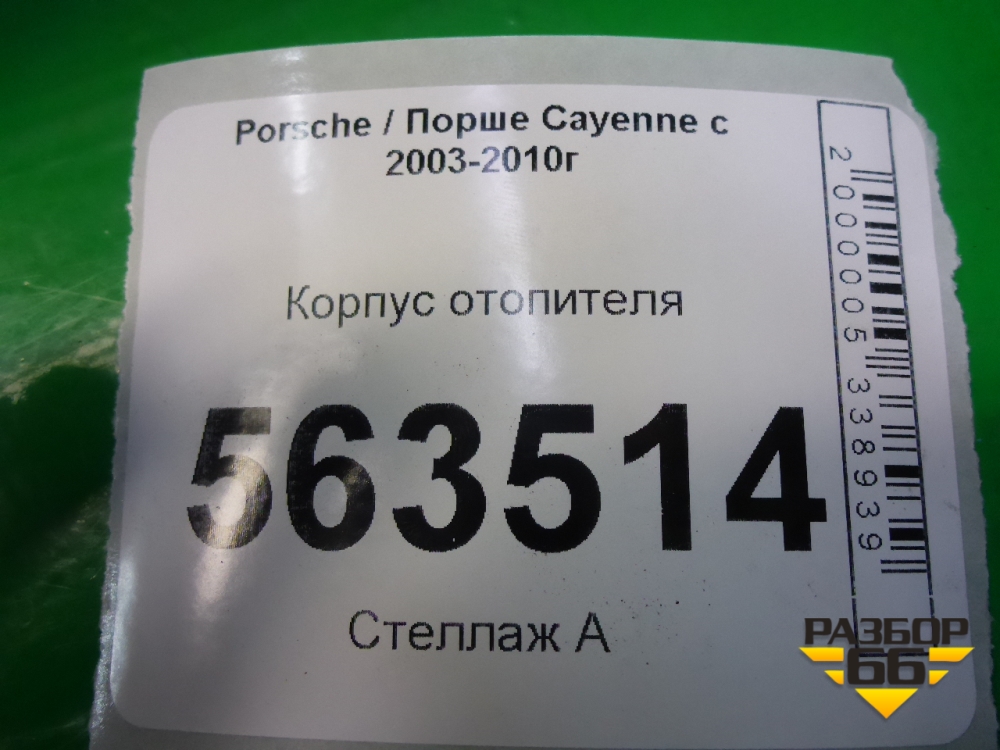 Porsche / Порше Cayenne с
2003-2010г
Корпус отопителя
563514
Стеллаж А
2000005338939
РАЗБОР
66